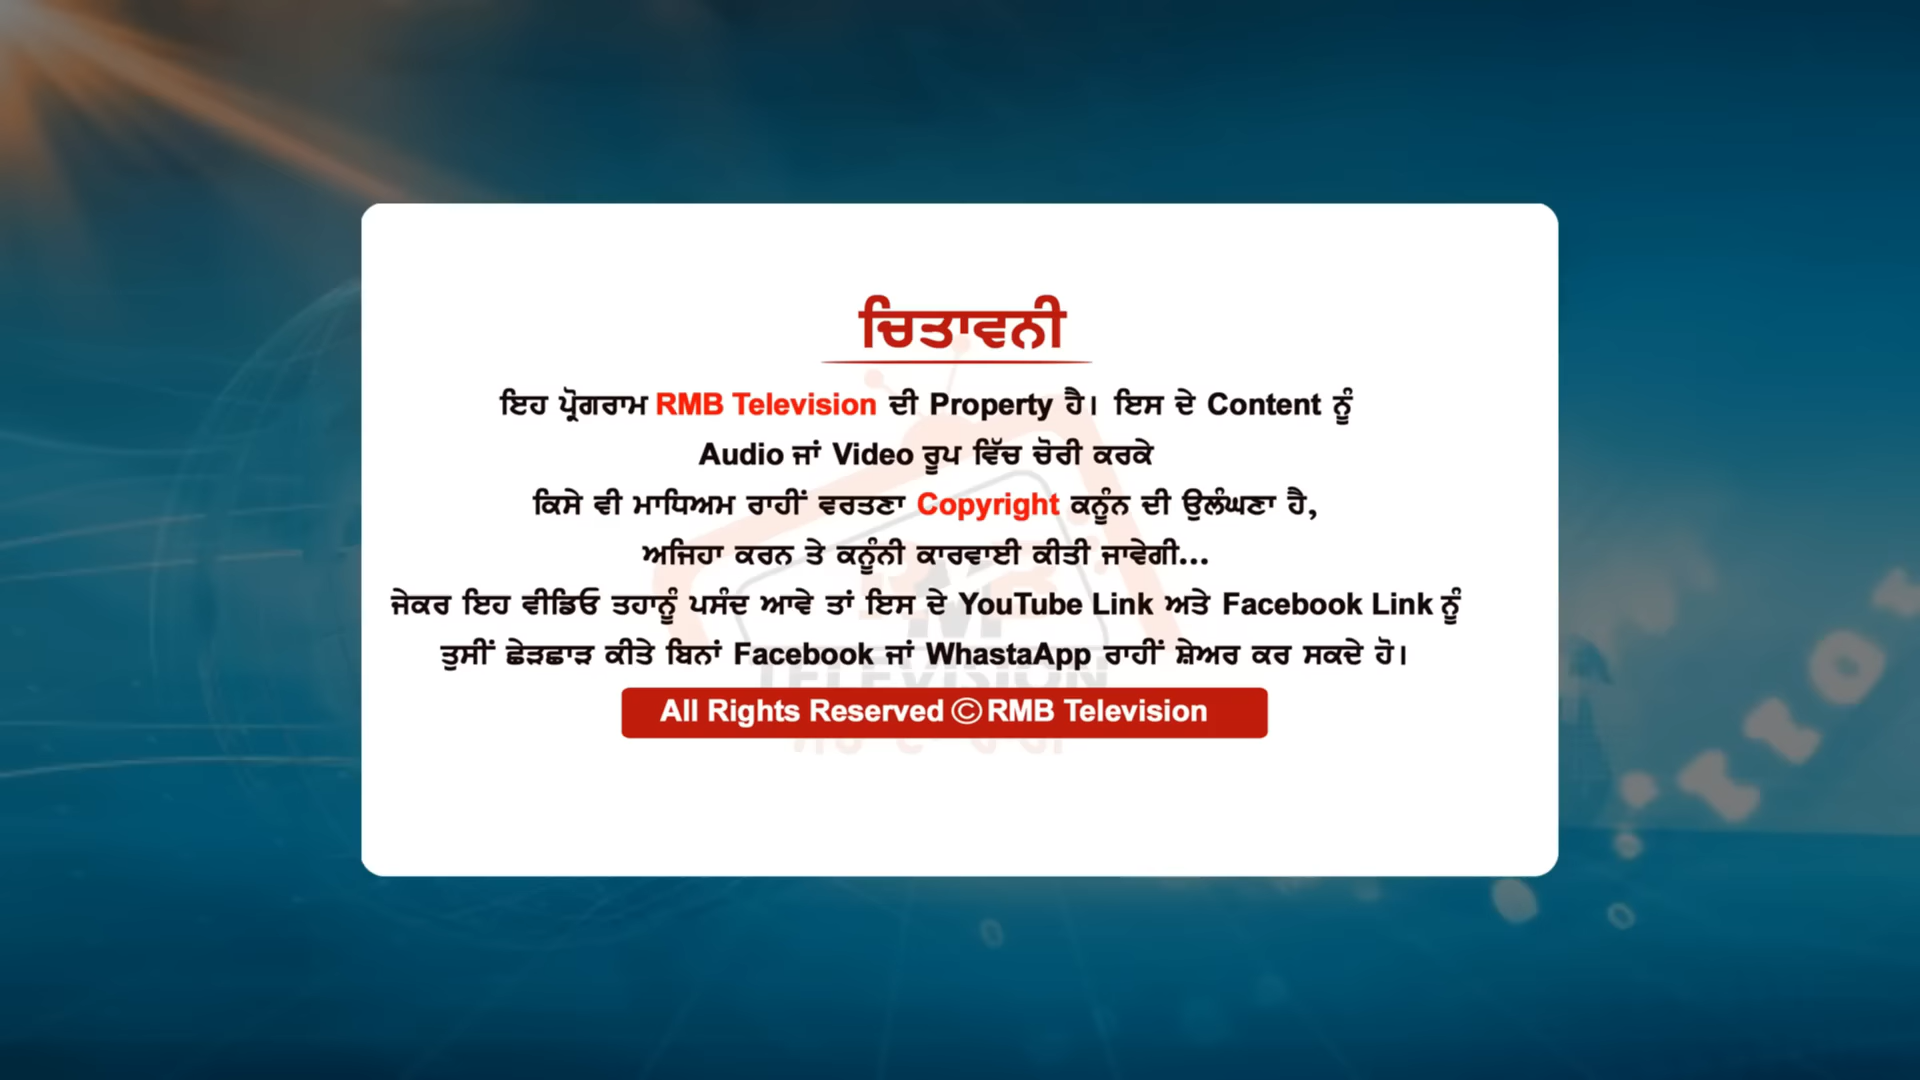 ਚਿਤਾਵਨੀ
ਇਹ ਪ੍ਰੋਗਰਾਮ RMB Television ਦੀ Property ਹੈ। ਇਸ ਦੇ Content ਨੂੰ
Audio ਜਾਂ Video ਰੂਪ ਵਿੱਚ ਚੋਰੀ ਕਰਕੇ
ਕਿਸੇ ਵੀ ਮਾਧਿਅਮ ਰਾਹੀਂ ਵਰਤਣਾ Copyright ਕਨੂੰਨ ਦੀ ਉਲੰਘਣਾ ਹੈ,
ਅਜਿਹਾ ਕਰਨ ਤੇ ਕਨੂੰਨੀ ਕਾਰਵਾਈ ਕੀਤੀ ਜਾਵੇਗੀ...
ਜੇਕਰ ਇਹ ਵੀਡਿਓ ਤਹਾਨੂੰ ਪਸੰਦ ਆਵੇ ਤਾਂ ਇਸ ਦੇ YouTube Link ਅਤੇ Facebook Link ਨੂੰ
ਤੁਸੀਂ ਛੇੜਛਾੜ ਕੀਤੇ ਬਿਨਾਂ Facebook ਜਾਂ WhastaApp ਰਾਹੀਂ ਸ਼ੇਅਰ ਕਰ ਸਕਦੇ ਹੋ।
TELEVISION
All Rights Reserved © RMB Television